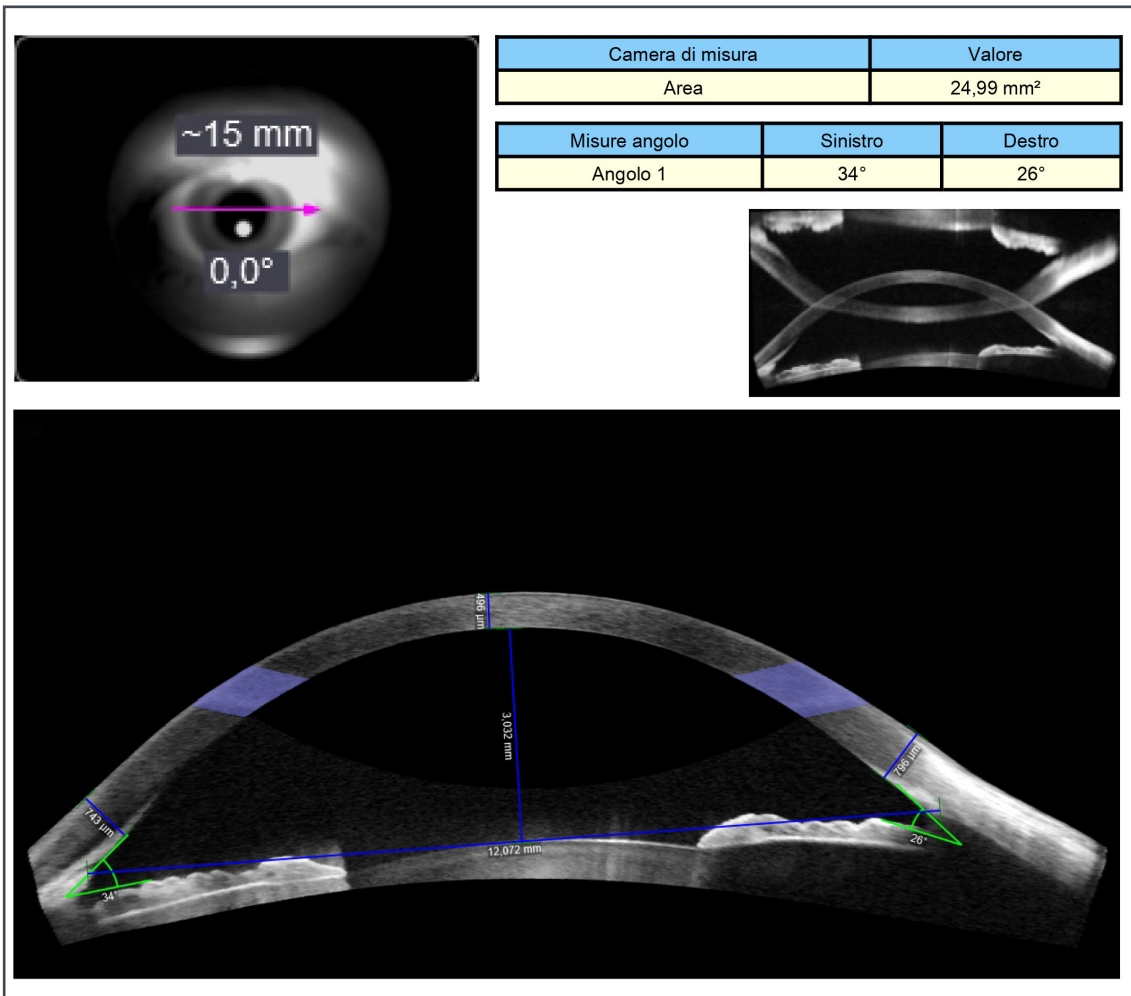 ~15 mm
0,0°
Camera di misura Valore
Area 24,99 mm²
Misure angolo Sinistro Destro
Angolo 1 34° 26°
496 µm
3,032 mm
796 µm
743 µm
12,072 mm
26°
34°